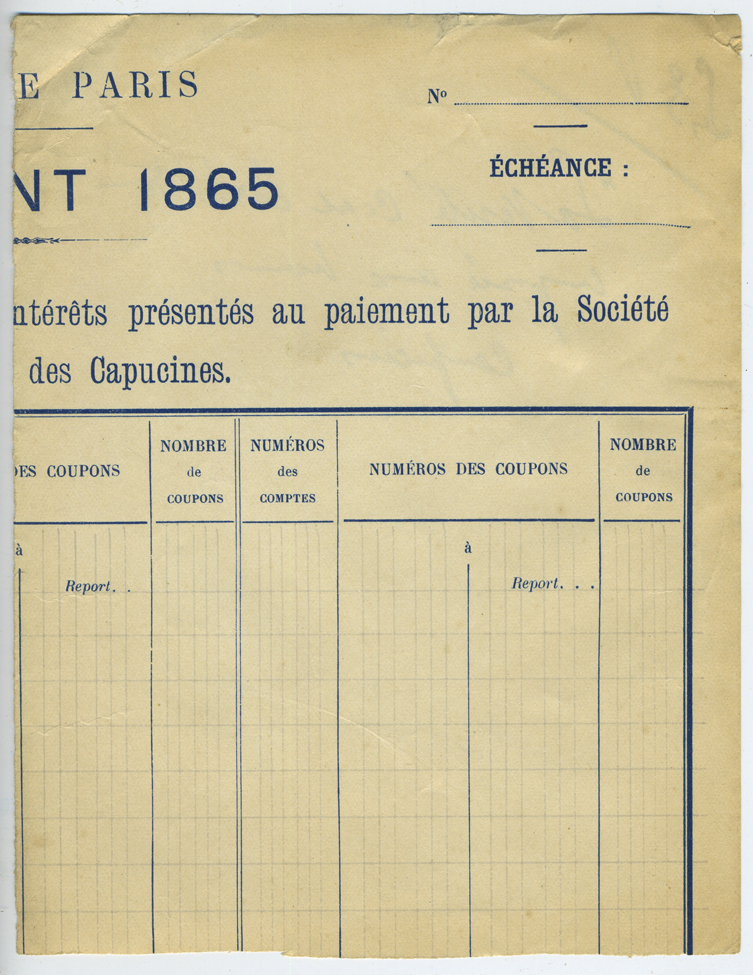 E PARIS
Nº
NT 1865
ÉCHÉANCE :
ntérêts présentés au paiement par la Société
des Capucines.
DES COUPONS
NOMBRE
de
COUPONS
NUMÉROS
des
COMPTES
NUMÉROS DES COUPONS
NOMBRE
de
COUPONS
à
Report. .
à
Report. . .